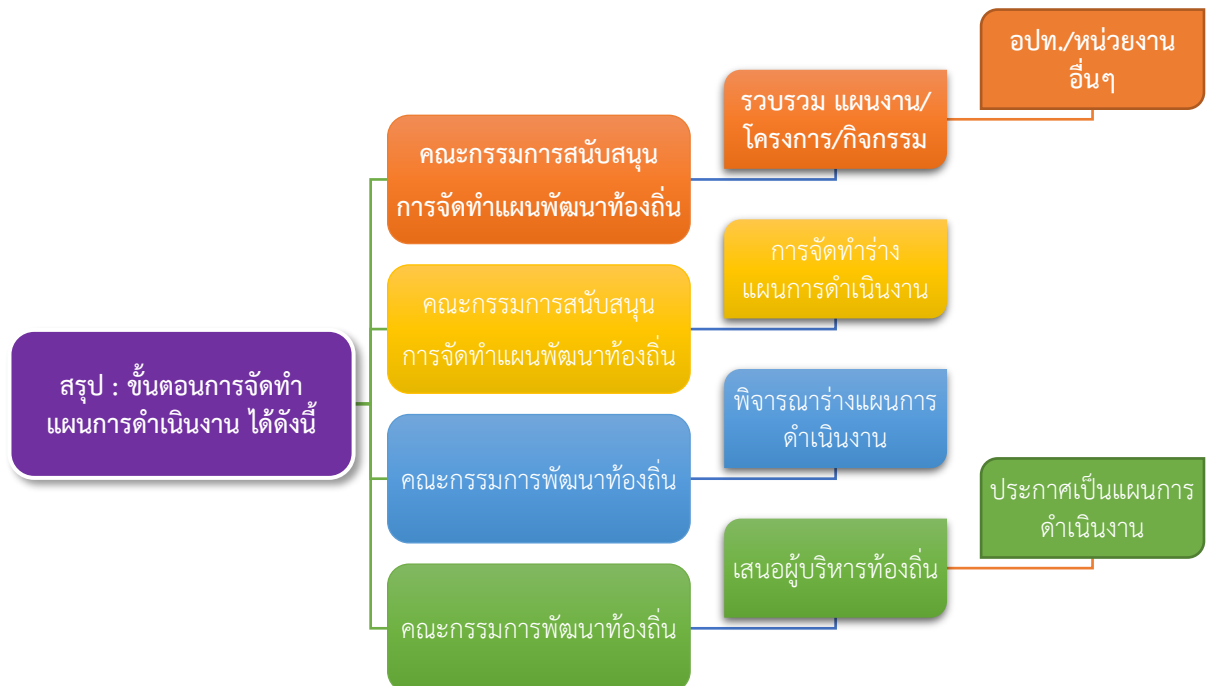 สรุป : ขั้นตอนการจัดทำ
แผนการดำเนินงาน ได้ดังนี้
คณะกรรมการสนับสนุน
การจัดทำแผนพัฒนาท้องถิ่น
รวบรวม แผนงาน/
โครงการ/กิจกรรม
อปท./หน่วยงาน
อื่นๆ
คณะกรรมการสนับสนุน
การจัดทำแผนพัฒนาท้องถิ่น
การจัดทำร่าง
แผนการดำเนินงาน
คณะกรรมการพัฒนาท้องถิ่น
พิจารณาร่างแผนการ
ดำเนินงาน
คณะกรรมการพัฒนาท้องถิ่น
เสนอผู้บริหารท้องถิ่น
ประกาศเป็นแผนการ
ดำเนินงาน